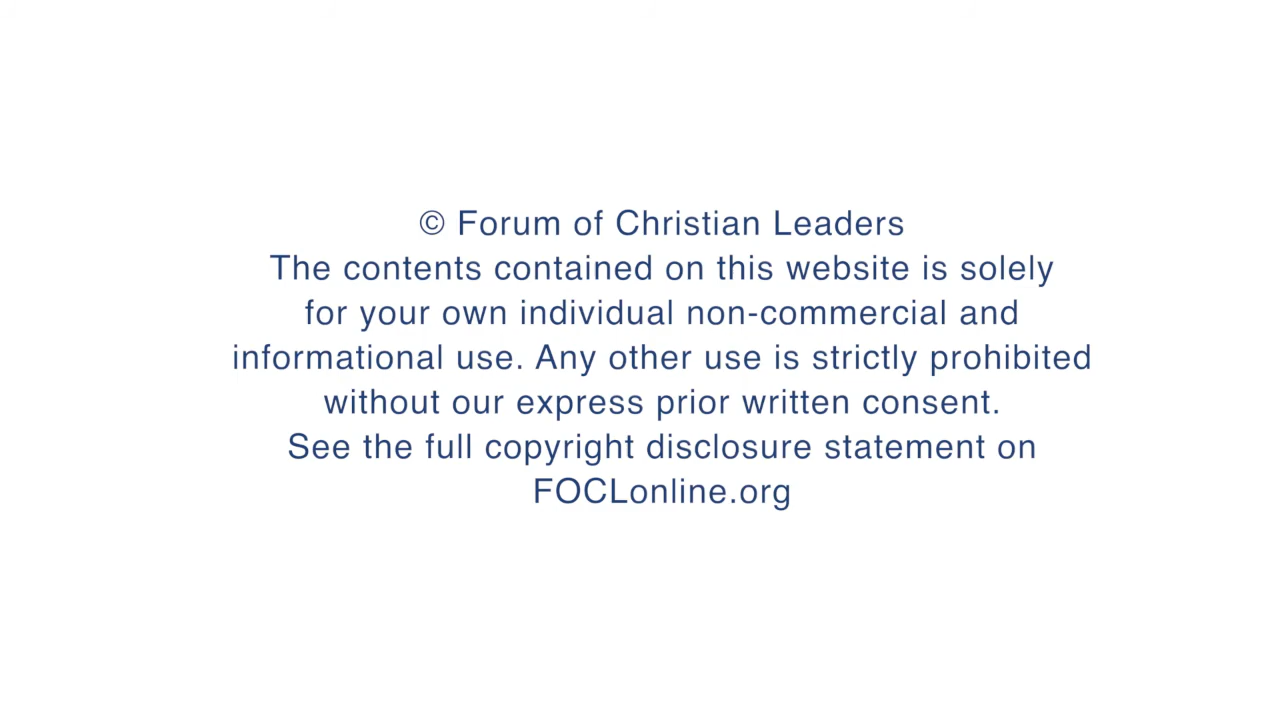 © Forum of Christian Leaders
The contents contained on this website is solely
for your own individual non-commercial and
informational use. Any other use is strictly prohibited
without our express prior written consent.
See the full copyright disclosure statement on
FOCLonline.org